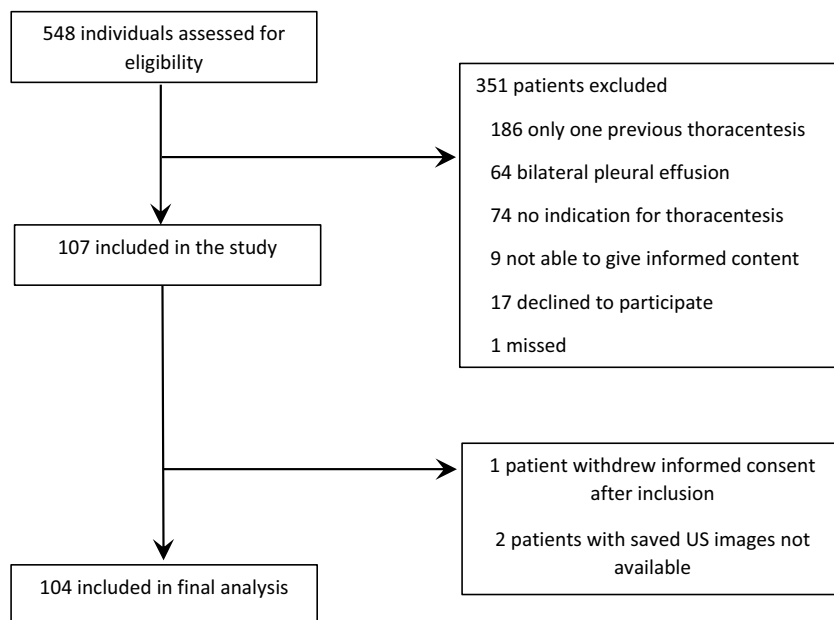 548 individuals assessed for
eligibility
351 patients excluded
186 only one previous thoracentesis
64 bilateral pleural effusion
74 no indication for thoracentesis
9 not able to give informed content
17 declined to participate
1 missed
107 included in the study
1 patient withdrew informed consent
after inclusion
2 patients with saved US images not
available
104 included in final analysis